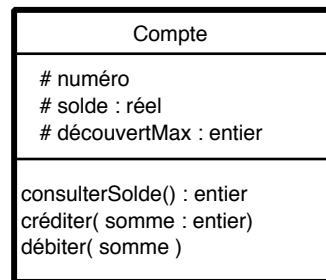 Compte
# numéro
# solde : réel
# découvertMax : entier
consulterSolde() : entier
créditer( somme : entier)
débiter( somme )